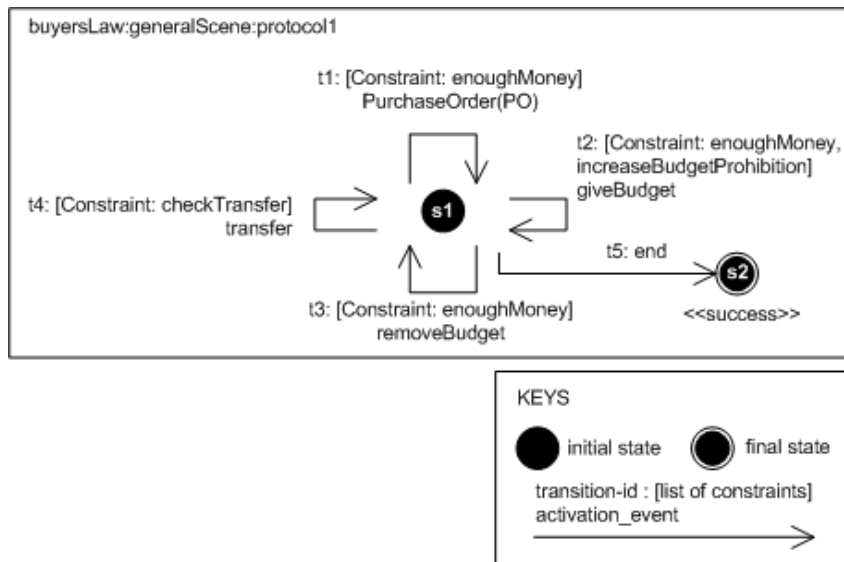 buyersLaw:generalScene:protocol1
t1: [Constraint: enoughMoney]
PurchaseOrder(PO)
t2: [Constraint: enoughMoney,
increaseBudgetProhibition]
giveBudget
t4: [Constraint: checkTransfer]
transfer
s1
t5: end
s2
t3: [Constraint: enoughMoney]
removeBudget
<<success>>
KEYS
initial state
final state
transition-id : [list of constraints]
activation_event